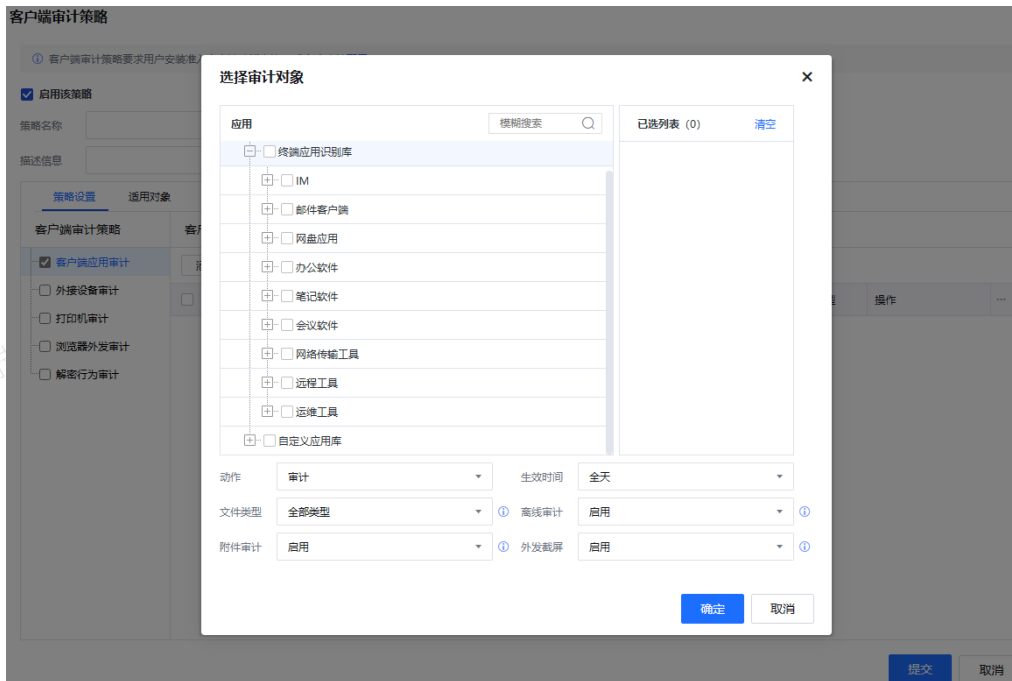 客户端审计策略
客户端审计策略要求用户安装准入
启用该策略
策略名称
描述信息
策略设置 适用对象
客户端审计策略
客户端应用审计
外接设备审计
打印机审计
浏览器外发审计
解密行为审计
操作 ...
选择审计对象
应用 模糊搜索
终端应用识别库
IM
邮件客户端
网盘应用
办公软件
笔记软件
会议软件
网络传输工具
远程工具
运维工具
自定义应用库
已选列表（0） 清空
动作 审计 生效时间 全天
文件类型 全部类型 离线审计 启用
附件审计 启用 外发截屏 启用
确定 取消
提交 取消